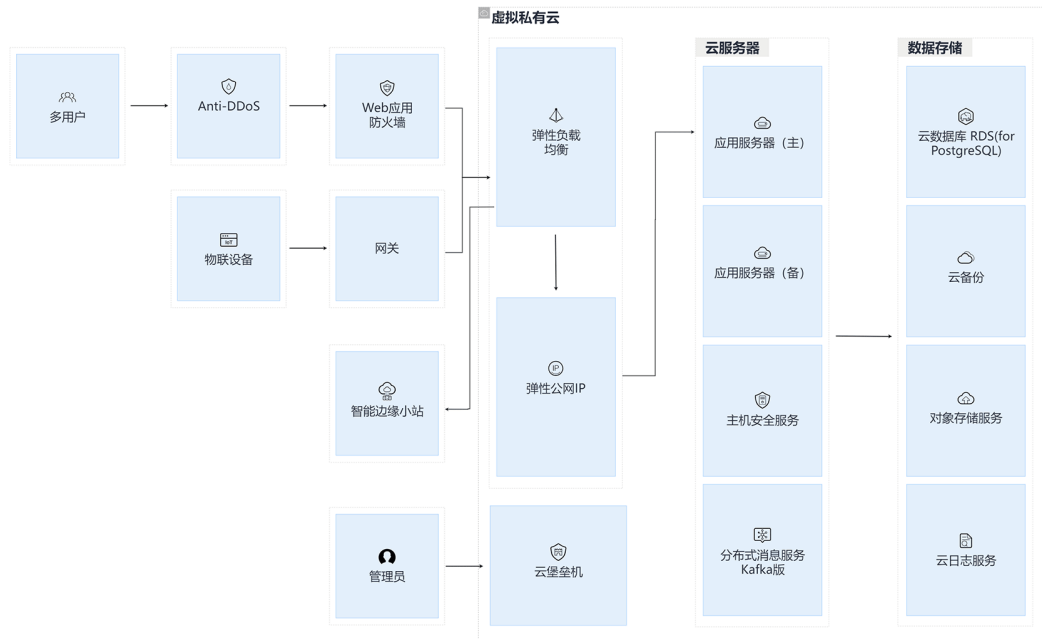 虚拟私有云
云服务器
数据存储
多用户
Anti-DDoS
Web应用
防火墙
弹性负载
均衡
应用服务器（主）
云数据库 RDS(for
PostgreSQL)
IoT
物联设备
网关
应用服务器（备）
云备份
智能边缘小站
IP
弹性公网IP
主机安全服务
对象存储服务
管理员
云堡垒机
分布式消息服务
Kafka版
云日志服务